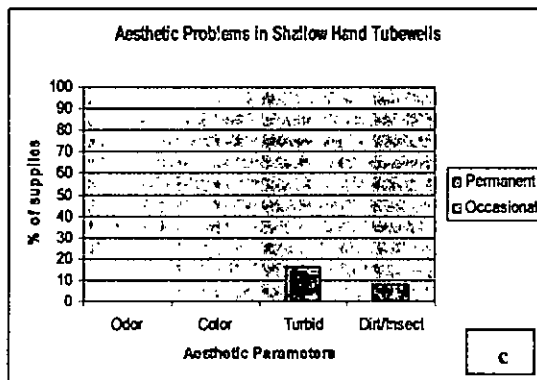 Aesthetic Problems in Shallow Hand Tubewells
% of supplies
100
90
80
70
60
50
40
30
20
10
0
Odor
Color
Turbid
Dirt/Insect
Aesthetic Parameters
Permanent
Occasional
c